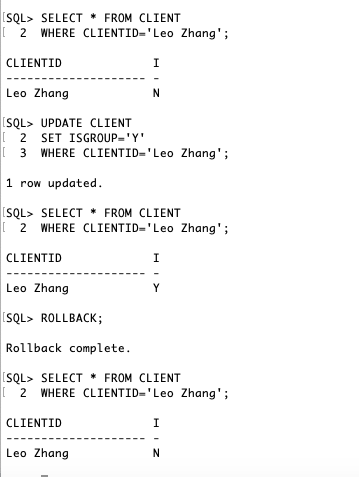 SQL> SELECT * FROM CLIENT
2 WHERE CLIENTID='Leo Zhang';
CLIENTID I
-------------------- -
Leo Zhang N
SQL> UPDATE CLIENT
2 SET ISGROUP='Y'
3 WHERE CLIENTID='Leo Zhang';
1 row updated.
SQL> SELECT * FROM CLIENT
2 WHERE CLIENTID='Leo Zhang';
CLIENTID I
-------------------- -
Leo Zhang Y
SQL> ROLLBACK;
Rollback complete.
SQL> SELECT * FROM CLIENT
2 WHERE CLIENTID='Leo Zhang';
CLIENTID I
-------------------- -
Leo Zhang N